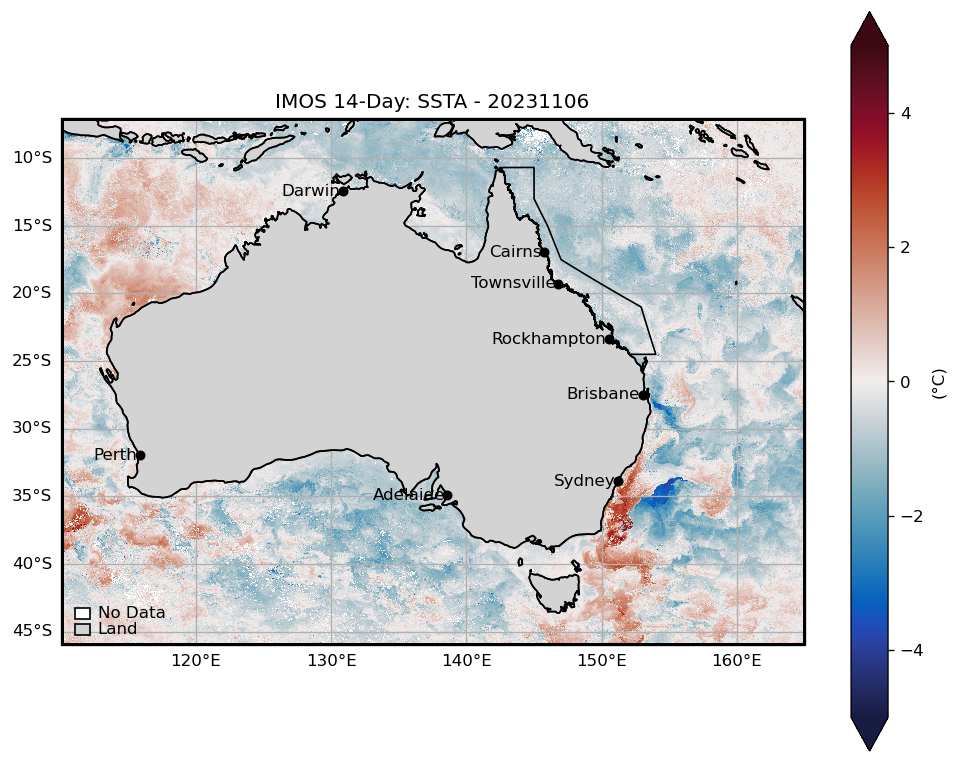 IMOS 14-Day: SSTA - 20231106
10°S
15°S
20°S
25°S
30°S
35°S
40°S
45°S
Darwin
Cairns
Townsville
Rockhampton
Brisbane
Perth
Sydney
Adelaide
No Data
Land
120°E
130°E
140°E
150°E
160°E
4
2
0
−2
−4
(°C)